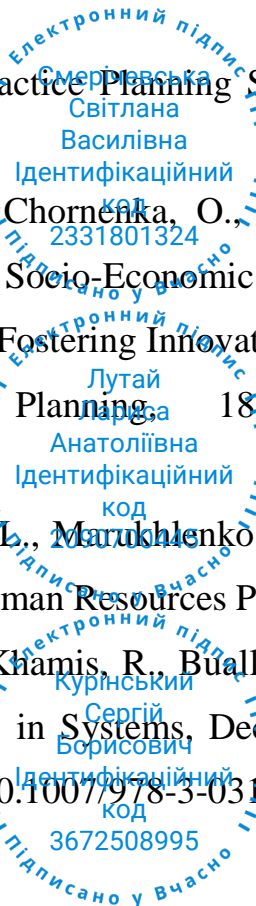 Електронний підпис
actice Planning S
Смерічевська
Світлана
Василівна
Ідентифікаційний
код
Chornenka, O.,
2331801324
Підписано у Вчасно
Socio-Economic
Електронний підпис
Fostering Innovat
Лутай
Planning, 18
Лариса
Анатоліївна
Ідентифікаційний
код
L., Marukhlenko
Підписано у Вчасно
man Resources P
Електронний підпис
Khamis, R., Buall
Курінський
Сергій
in Systems, Dec
Борисович
Ідентифікаційний
0.1007/978-3-031
код
3672508995
Підписано у Вчасно